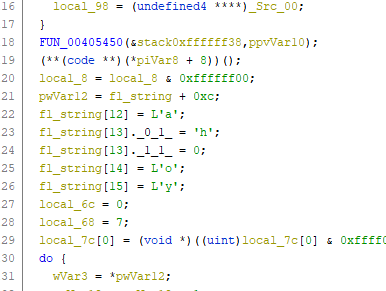 16 local_98 = (undefined4 ****)_Src_00;
17 }
18 FUN_00405450(&stack0xffffff38,ppvVar10);
19 (**(code **)(*piVar8 + 8))();
20 local_8 = local_8 & 0xffffff00;
21 pwVar12 = fl_string + 0xc;
22 fl_string[12] = L'a';
23 fl_string[13]._0_1_ = 'h';
24 fl_string[13]._1_1_ = 0;
25 fl_string[14] = L'o';
26 fl_string[15] = L'y';
27 local_6c = 0;
28 local_68 = 7;
29 local_7c[0] = (void *)((uint)local_7c[0] & 0xffff0
30 do {
31 wVar3 = *pwVar12;